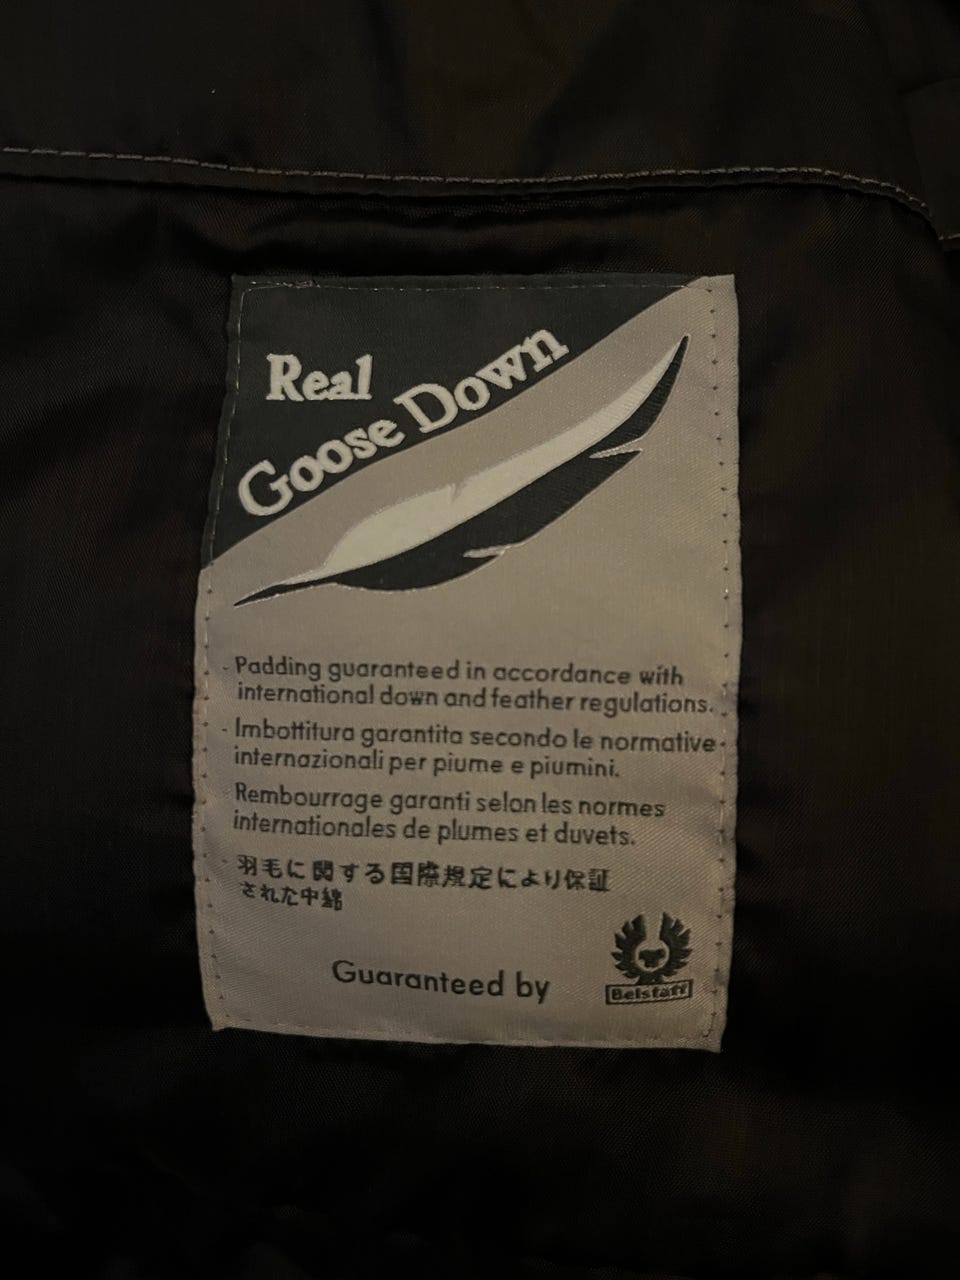 Real
Goose Down
- Padding guaranteed in accordance with
international down and feather regulations.
- Imbottitura garantita secondo le normative
internazionali per piume e piumini.
- Rembourrage garanti selon les normes
internationales de plumes et duvets.
- 羽毛に関する国際規定により保証
された中綿
Guaranteed by
Belstaff